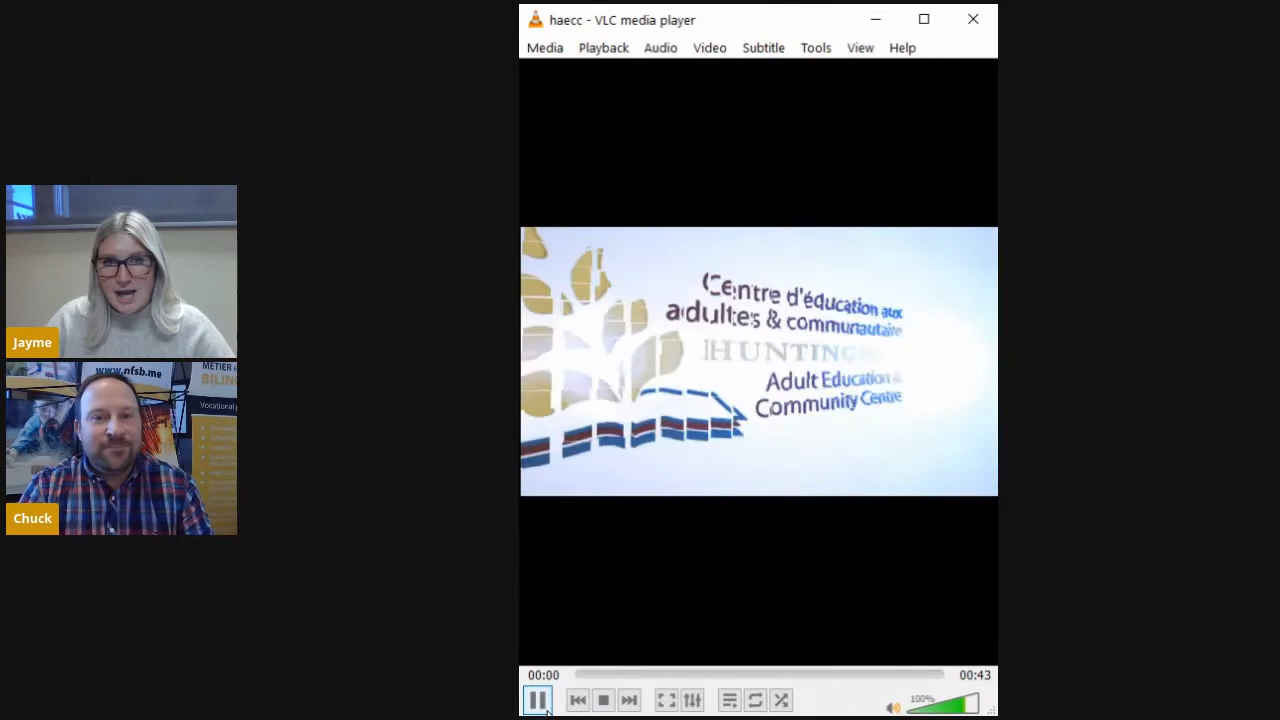 haecc - VLC media player
Media Playback Audio Video Subtitle Tools View Help
Centre d'éducation aux
adultes & communautaire
Adult Education &
Community Centre
Jayme
www.nfsb.me
Chuck
00:00
00:43
100%